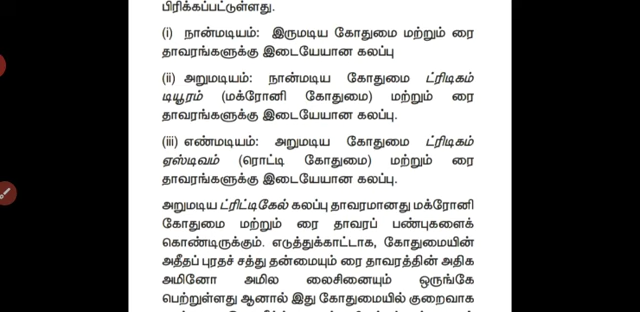 பிரிக்கப்பட்டுள்ளது.
(i) நான்மடியம்: இருமடிய கோதுமை மற்றும் ரை
தாவரங்களுக்கு இடையேயான கலப்பு
(ii) அறுமடியம்: நான்மடிய கோதுமை ட்ரிடிகம்
டியூரம் (மக்ரோனி கோதுமை) மற்றும் ரை
தாவரங்களுக்கு இடையேயான கலப்பு.
(iii) எண்மடியம்: அறுமடிய கோதுமை ட்ரிடிகம்
ஏஸ்டிவம் (ரொட்டி கோதுமை) மற்றும் ரை
தாவரங்களுக்கு இடையேயான கலப்பு.
அறுமடிய ட்ரிட்டிகேல் கலப்பு தாவரமானது மக்ரோனி
கோதுமை மற்றும் ரை தாவரப் பண்புகளைக்
கொண்டிருக்கும். எடுத்துக்காட்டாக, கோதுமையின்
அதீதப் புரதச் சத்து தன்மையும் ரை தாவரத்தின் அதிக
அமினோ அமில லைசினையும் ஒருங்கே
பெற்றுள்ளது ஆனால் இது கோதுமையில் குறைவாக